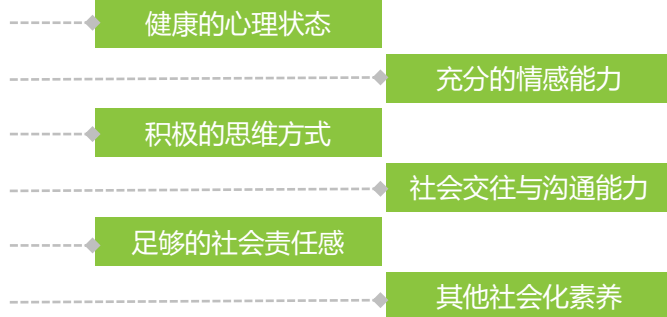 健康的心理状态
充分的情感能力
积极的思维方式
社会交往与沟通能力
足够的社会责任感
其他社会化素养